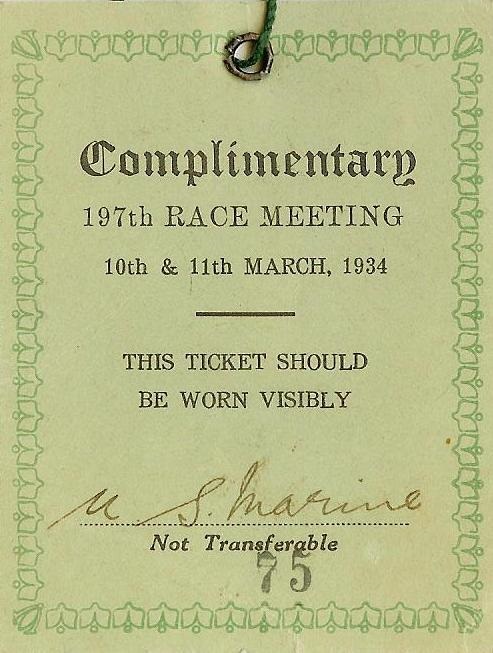 Complimentary
197th RACE MEETING
10th & 11th MARCH, 1934
THIS TICKET SHOULD
BE WORN VISIBLY
U S. Marine
Not Transferable
75